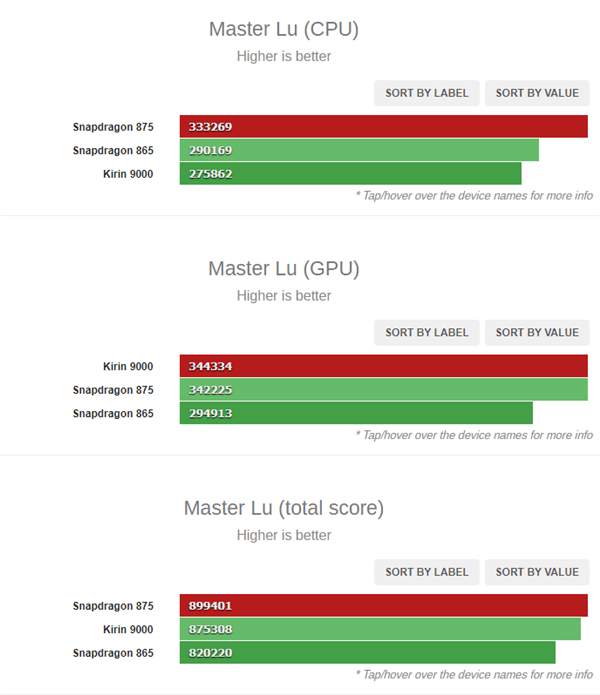 Master Lu (CPU)
Higher is better
SORT BY LABEL SORT BY VALUE
Snapdragon 875 333269
Snapdragon 865 290169
Kirin 9000 275862
* Tap/hover over the device names for more info
Master Lu (GPU)
Higher is better
SORT BY LABEL SORT BY VALUE
Kirin 9000 344334
Snapdragon 875 342225
Snapdragon 865 294913
* Tap/hover over the device names for more info
Master Lu (total score)
Higher is better
SORT BY LABEL SORT BY VALUE
Snapdragon 875 899401
Kirin 9000 875308
Snapdragon 865 820220
* Tap/hover over the device names for more info